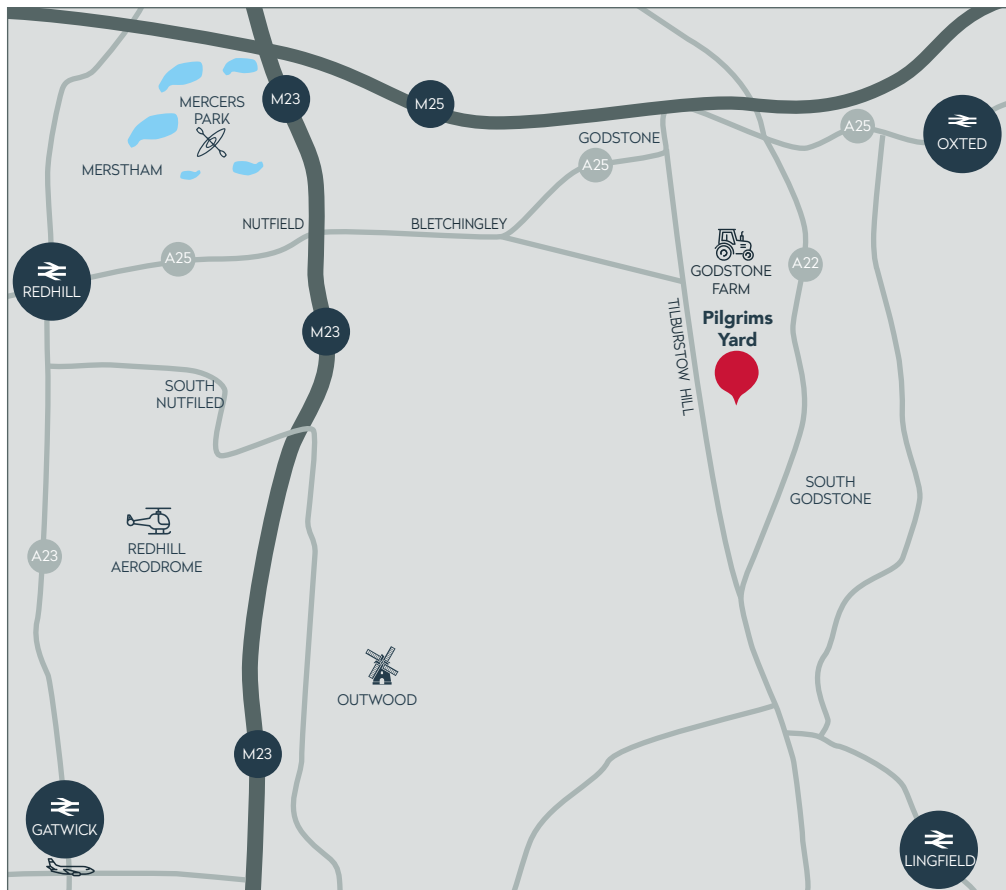 M23
M25
MERCERS
PARK
MERSTHAM
GODSTONE
A25
A25
OXTED
NUTFIELD
BLETCHINGLEY
A25
REDHILL
GODSTONE
FARM
A22
M23
TILBURSTOW HILL
Pilgrims
Yard
SOUTH
NUTFILED
SOUTH
GODSTONE
A23
REDHILL
AERODROME
OUTWOOD
M23
GATWICK
LINGFIELD